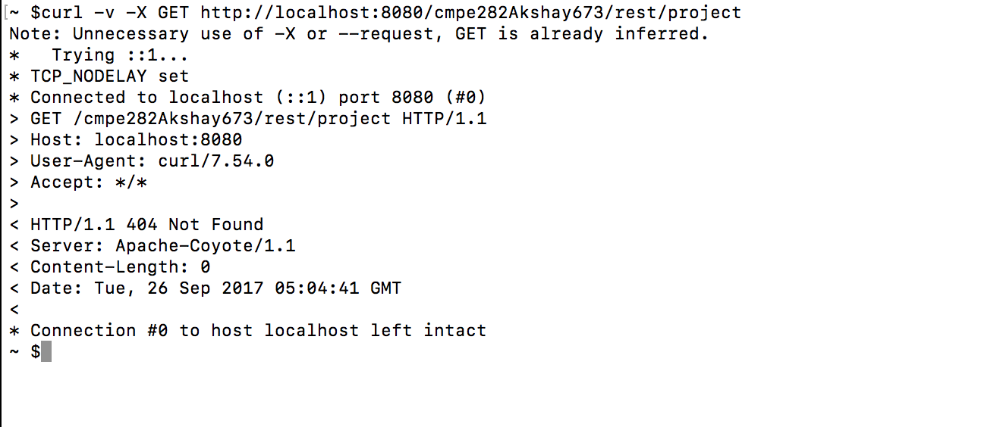 [~ $curl -v -X GET http://localhost:8080/cmpe282Akshay673/rest/project
Note: Unnecessary use of -X or --request, GET is already inferred.
*   Trying ::1...
* TCP_NODELAY set
* Connected to localhost (::1) port 8080 (#0)
> GET /cmpe282Akshay673/rest/project HTTP/1.1
> Host: localhost:8080
> User-Agent: curl/7.54.0
> Accept: */*
>
< HTTP/1.1 404 Not Found
< Server: Apache-Coyote/1.1
< Content-Length: 0
< Date: Tue, 26 Sep 2017 05:04:41 GMT
<
* Connection #0 to host localhost left intact
~ $